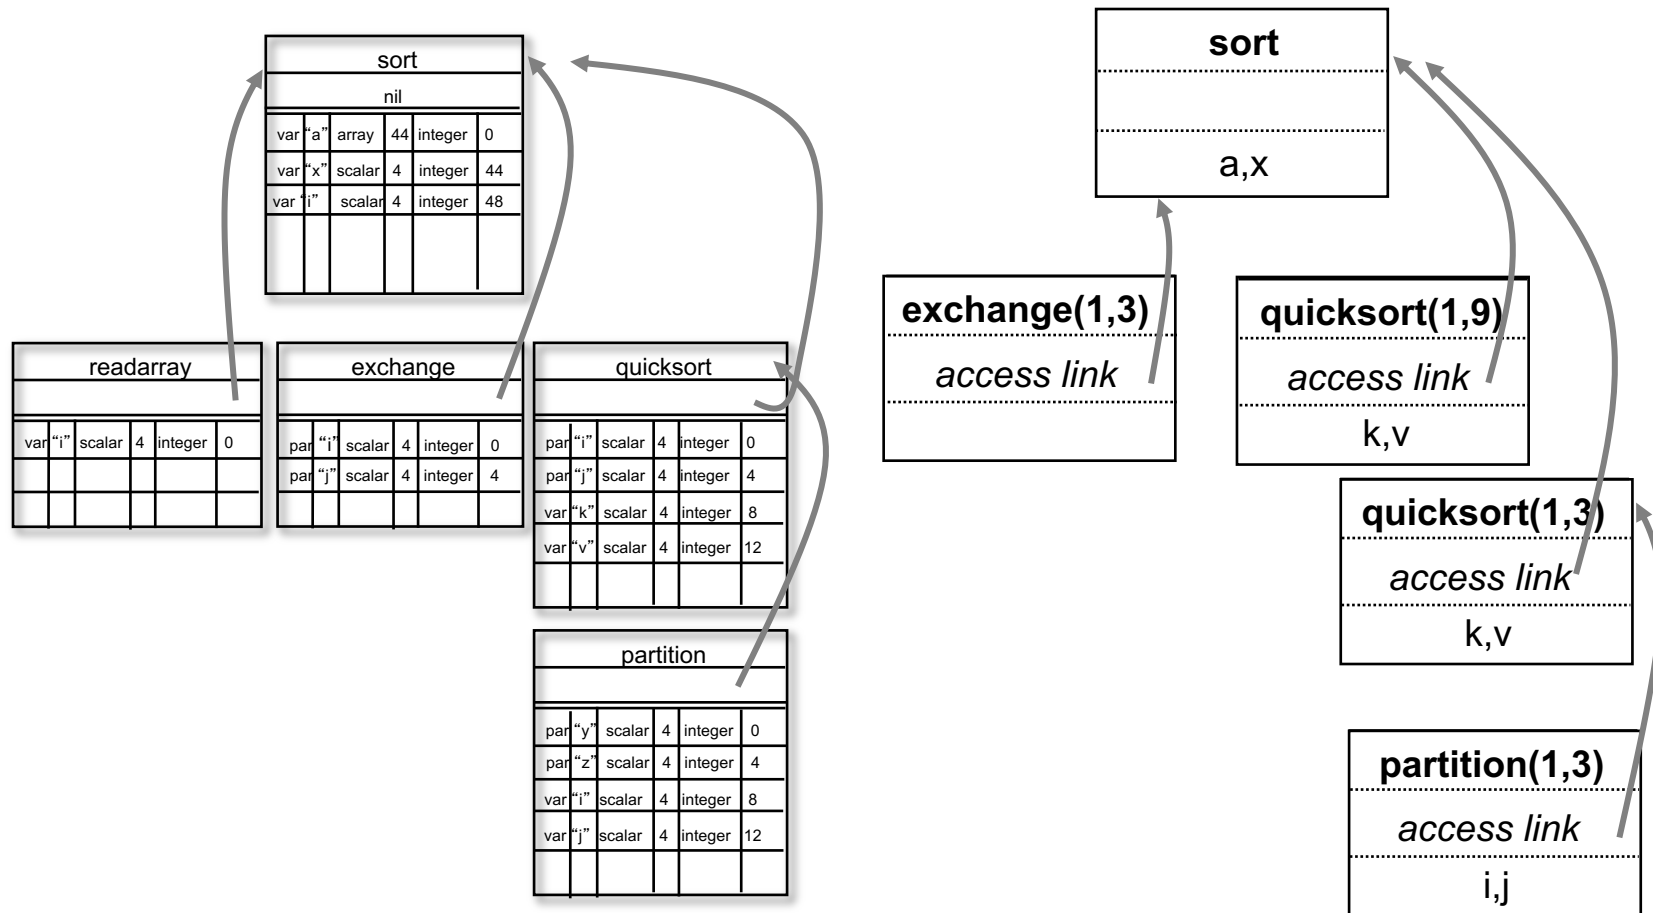 sort
nil
var "a" array 44 integer 0
var "x" scalar 4 integer 44
var "i" scalar 4 integer 48
readarray
var "i" scalar 4 integer 0
exchange
par "i" scalar 4 integer 0
par "j" scalar 4 integer 4
quicksort
par "i" scalar 4 integer 0
par "j" scalar 4 integer 4
var "k" scalar 4 integer 8
var "v" scalar 4 integer 12
partition
par "y" scalar 4 integer 0
par "z" scalar 4 integer 4
var "i" scalar 4 integer 8
var "j" scalar 4 integer 12
sort
a,x
exchange(1,3)
access link
quicksort(1,9)
access link
k,v
quicksort(1,3)
access link
k,v
partition(1,3)
access link
i,j